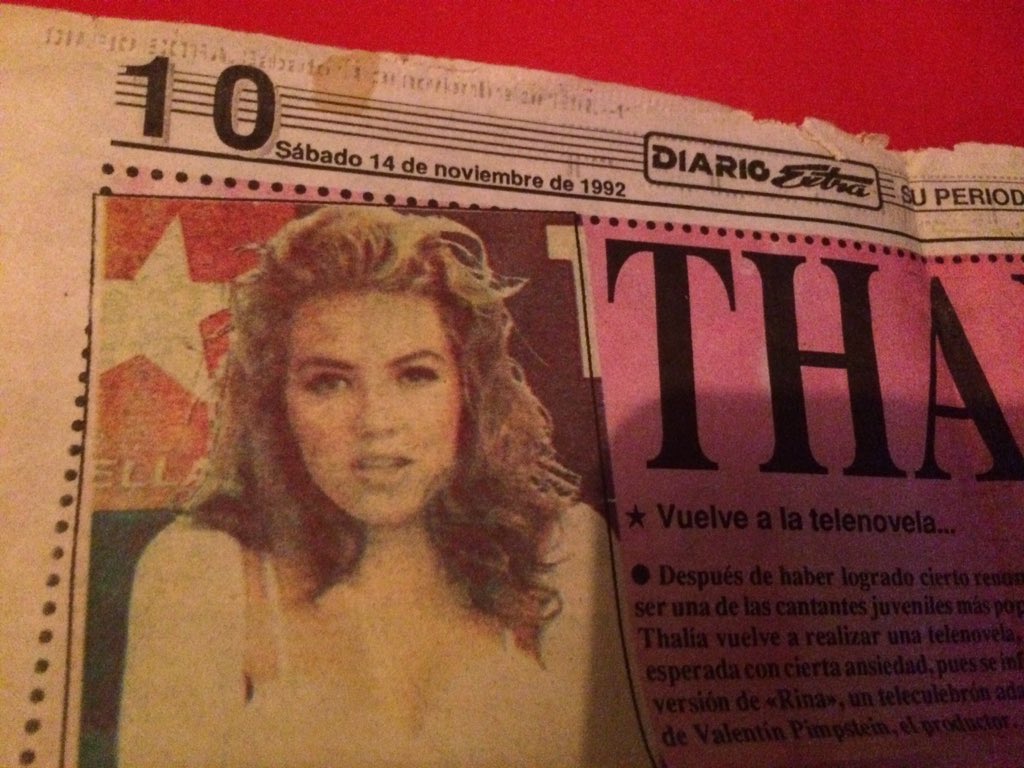 10
Sábado 14 de noviembre de 1992
DIARIO Extra
SU PERIOD
ELLA
THA
★ Vuelve a la telenovela...
● Después de haber logrado cierto renom
ser una de las cantantes juveniles más pop
Thalía vuelve a realizar una telenovela,
esperada con cierta ansiedad, pues se inf
versión de «Rina», un teleculebrón ada
de Valentín Pimpstein, el productor.